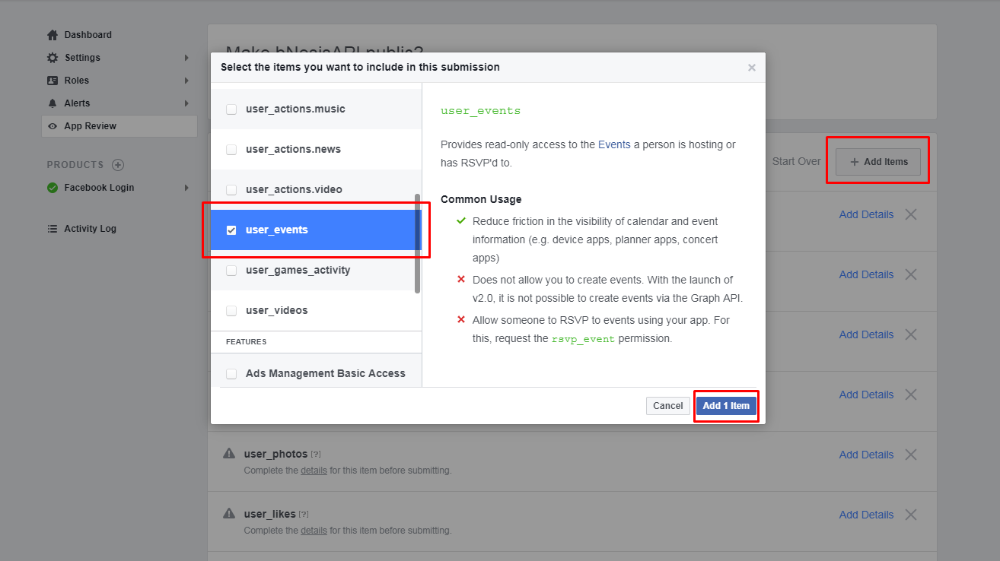 Dashboard
Settings
Roles
Alerts
App Review
PRODUCTS
Facebook Login
Activity Log
Make bNesisAPI public?
Select the items you want to include in this submission
user_actions.music
user_actions.news
user_actions.video
user_events
user_games_activity
user_videos
FEATURES
Ads Management Basic Access
user_events
Provides read-only access to the Events a person is hosting or
has RSVP'd to.
Common Usage
Reduce friction in the visibility of calendar and event
information (e.g. device apps, planner apps, concert
apps)
Does not allow you to create events. With the launch of
v2.0, it is not possible to create events via the Graph API.
Allow someone to RSVP to events using your app. For
this, request the rsvp_event permission.
Cancel
Add 1 Item
Start Over
+ Add Items
Add Details
Add Details
Add Details
Add Details
user_photos [?]
Complete the details for this item before submitting.
Add Details
user_likes [?]
Complete the details for this item before submitting.
Add Details